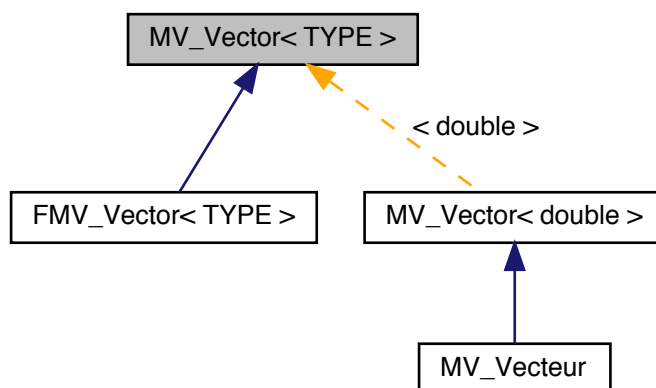 MV_Vector< TYPE >
< double >
FMV_Vector< TYPE >
MV_Vector< double >
MV_Vecteur